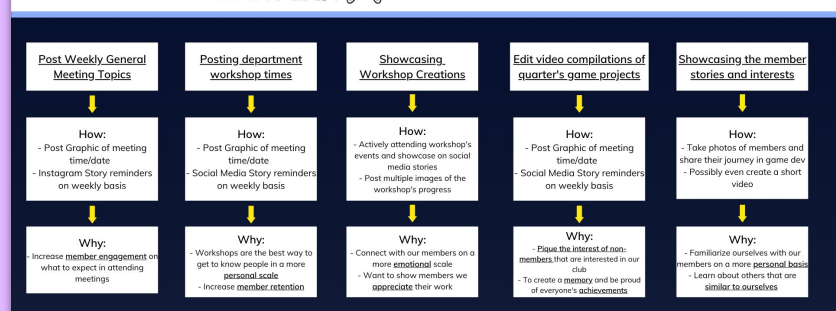 Post Weekly General
Meeting Topics
How:
- Post Graphic of meeting
time/date
- Instagram Story reminders
on weekly basis
Why:
- Increase member engagement on
what to expect in attending
meetings
Posting department
workshop times
How:
- Post Graphic of meeting
time/date
- Social Media Story reminders
on weekly basis
Why:
- Workshops are the best way to
get to know people in a more
personal scale
- Increase member retention
Showcasing
Workshop Creations
How:
- Actively attending workshop's
events and showcase on social
media stories
- Post multiple images of the
workshop's progress
Why:
- Connect with our members on a
more emotional scale
- Want to show members we
appreciate their work
Edit video compilations of
quarter's game projects
How:
- Post Graphic of meeting
time/date
- Social Media Story reminders
on weekly basis
Why:
- Pique the interest of non-
members that are interested in our
club
- To create a memory and be proud
of everyone's achievements
Showcasing the member
stories and interests
How:
- Take photos of members and
share their journey in game dev
- Possibly even create a short
video
Why:
- Familiarize ourselves with our
members on a more personal basis
- Learn about others that are
similar to ourselves